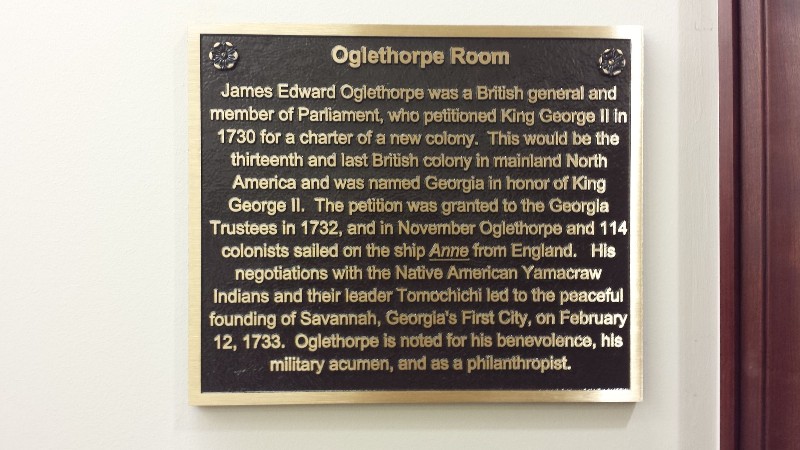 Oglethorpe Room
James Edward Oglethorpe was a British general and
member of Parliament, who petitioned King George II in
1730 for a charter of a new colony. This would be the
thirteenth and last British colony in mainland North
America and was named Georgia in honor of King
George II. The petition was granted to the Georgia
Trustees in 1732, and in November Oglethorpe and 114
colonists sailed on the ship Anne from England. His
negotiations with the Native American Yamacraw
Indians and their leader Tomochichi led to the peaceful
founding of Savannah, Georgia's First City, on February
12, 1733. Oglethorpe is noted for his benevolence, his
military acumen, and as a philanthropist.